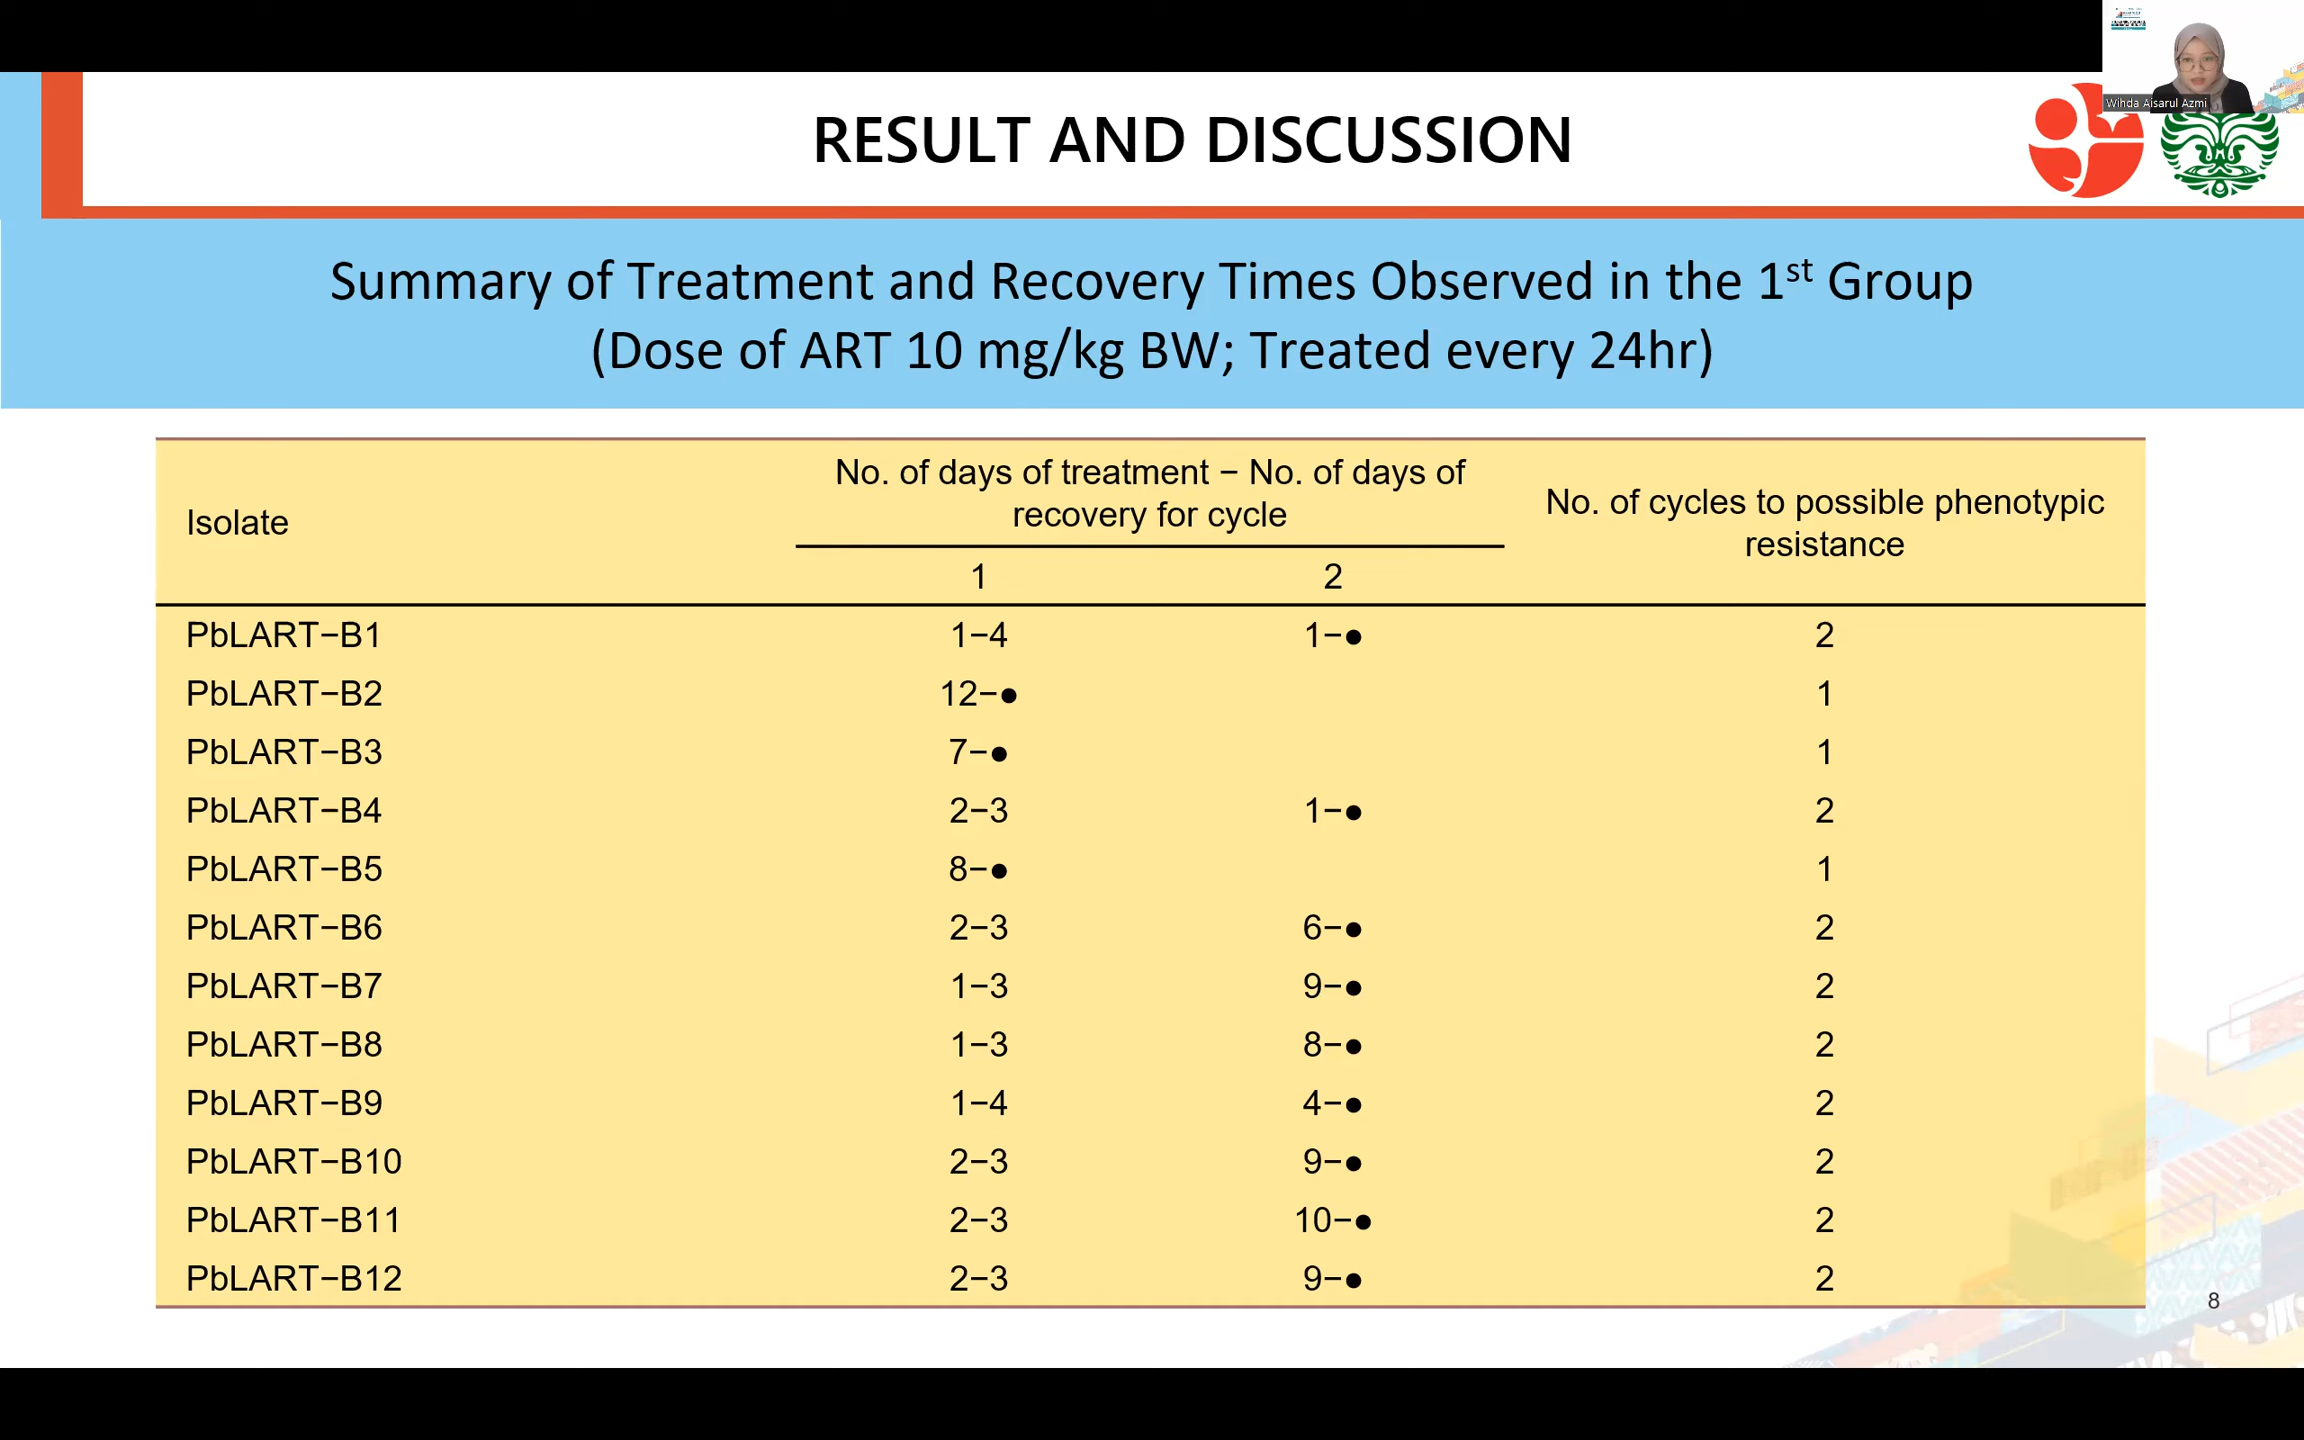 Wihda Aisarul Azmi
RESULT AND DISCUSSION
Summary of Treatment and Recovery Times Observed in the 1st Group
(Dose of ART 10 mg/kg BW; Treated every 24hr)
Isolate
No. of days of treatment − No. of days of
recovery for cycle
No. of cycles to possible phenotypic
resistance
1 2
PbLART−B1 1−4 1−● 2
PbLART−B2 12−● 1
PbLART−B3 7−● 1
PbLART−B4 2−3 1−● 2
PbLART−B5 8−● 1
PbLART−B6 2−3 6−● 2
PbLART−B7 1−3 9−● 2
PbLART−B8 1−3 8−● 2
PbLART−B9 1−4 4−● 2
PbLART−B10 2−3 9−● 2
PbLART−B11 2−3 10−● 2
PbLART−B12 2−3 9−● 2
8